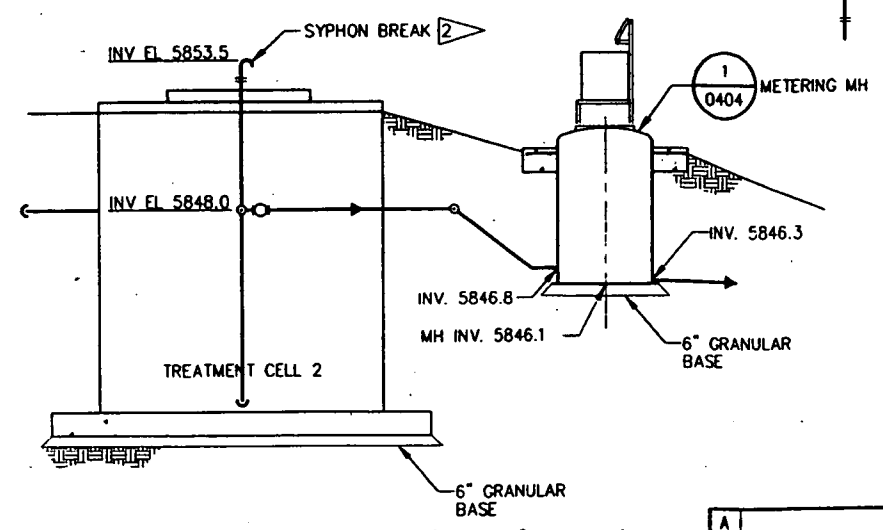 SYPHON BREAK 2
INV EL 5853.5
1
0404
METERING MH
INV EL 5848.0
INV. 5846.3
INV. 5846.8
MH INV. 5846.1
6" GRANULAR
BASE
TREATMENT CELL 2
6" GRANULAR
BASE
A